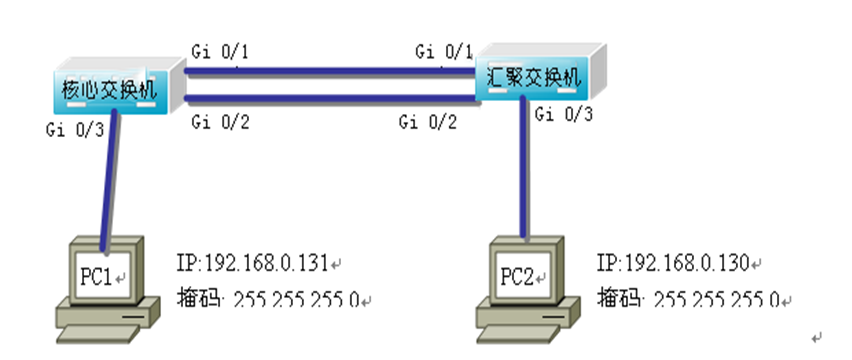 Gi 0/1
Gi 0/1
核心交换机
汇聚交换机
Gi 0/3
Gi 0/2
Gi 0/2
Gi 0/3
PC1
IP:192.168.0.131
掩码: 255 255 255 0
PC2
IP:192.168.0.130
掩码: 255 255 255 0